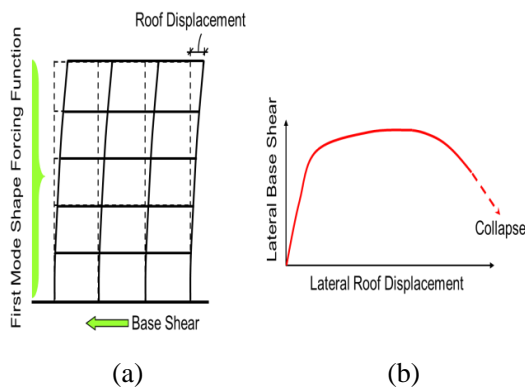 Roof Displacement
First Mode Shape Forcing Function
Base Shear
(a)
Lateral Base Shear
Collapse
Lateral Roof Displacement
(b)